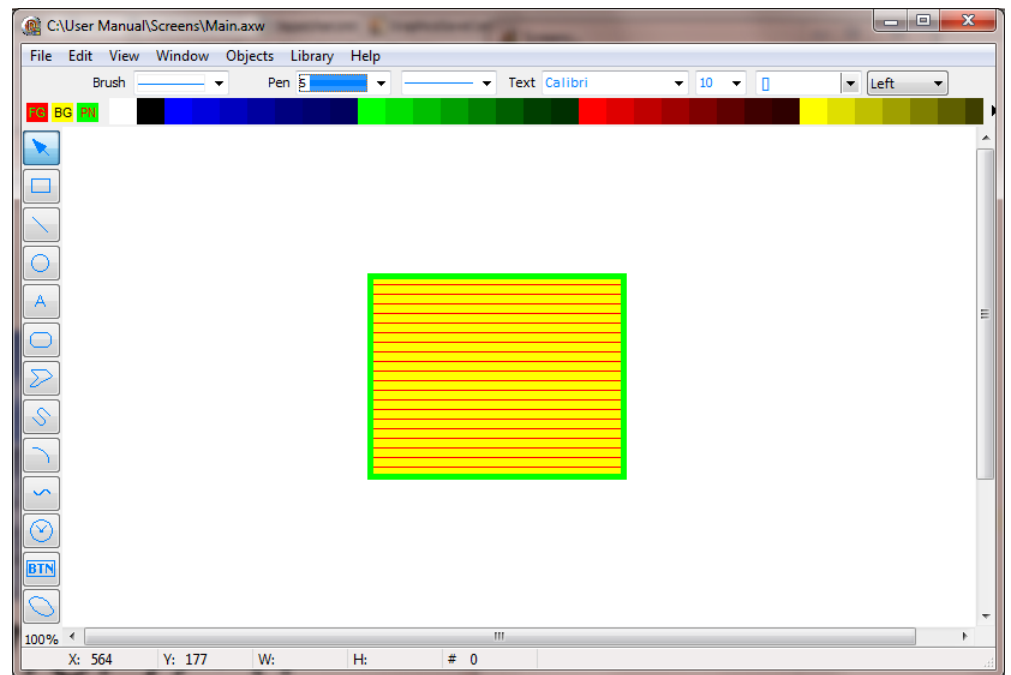 C:\User Manual\Screens\Main.axw
File Edit View Window Objects Library Help
Brush Pen 5 Text Calibri 10 [] Left
FG BG PN
A
BTN
100%
X: 564 Y: 177 W: H: # 0